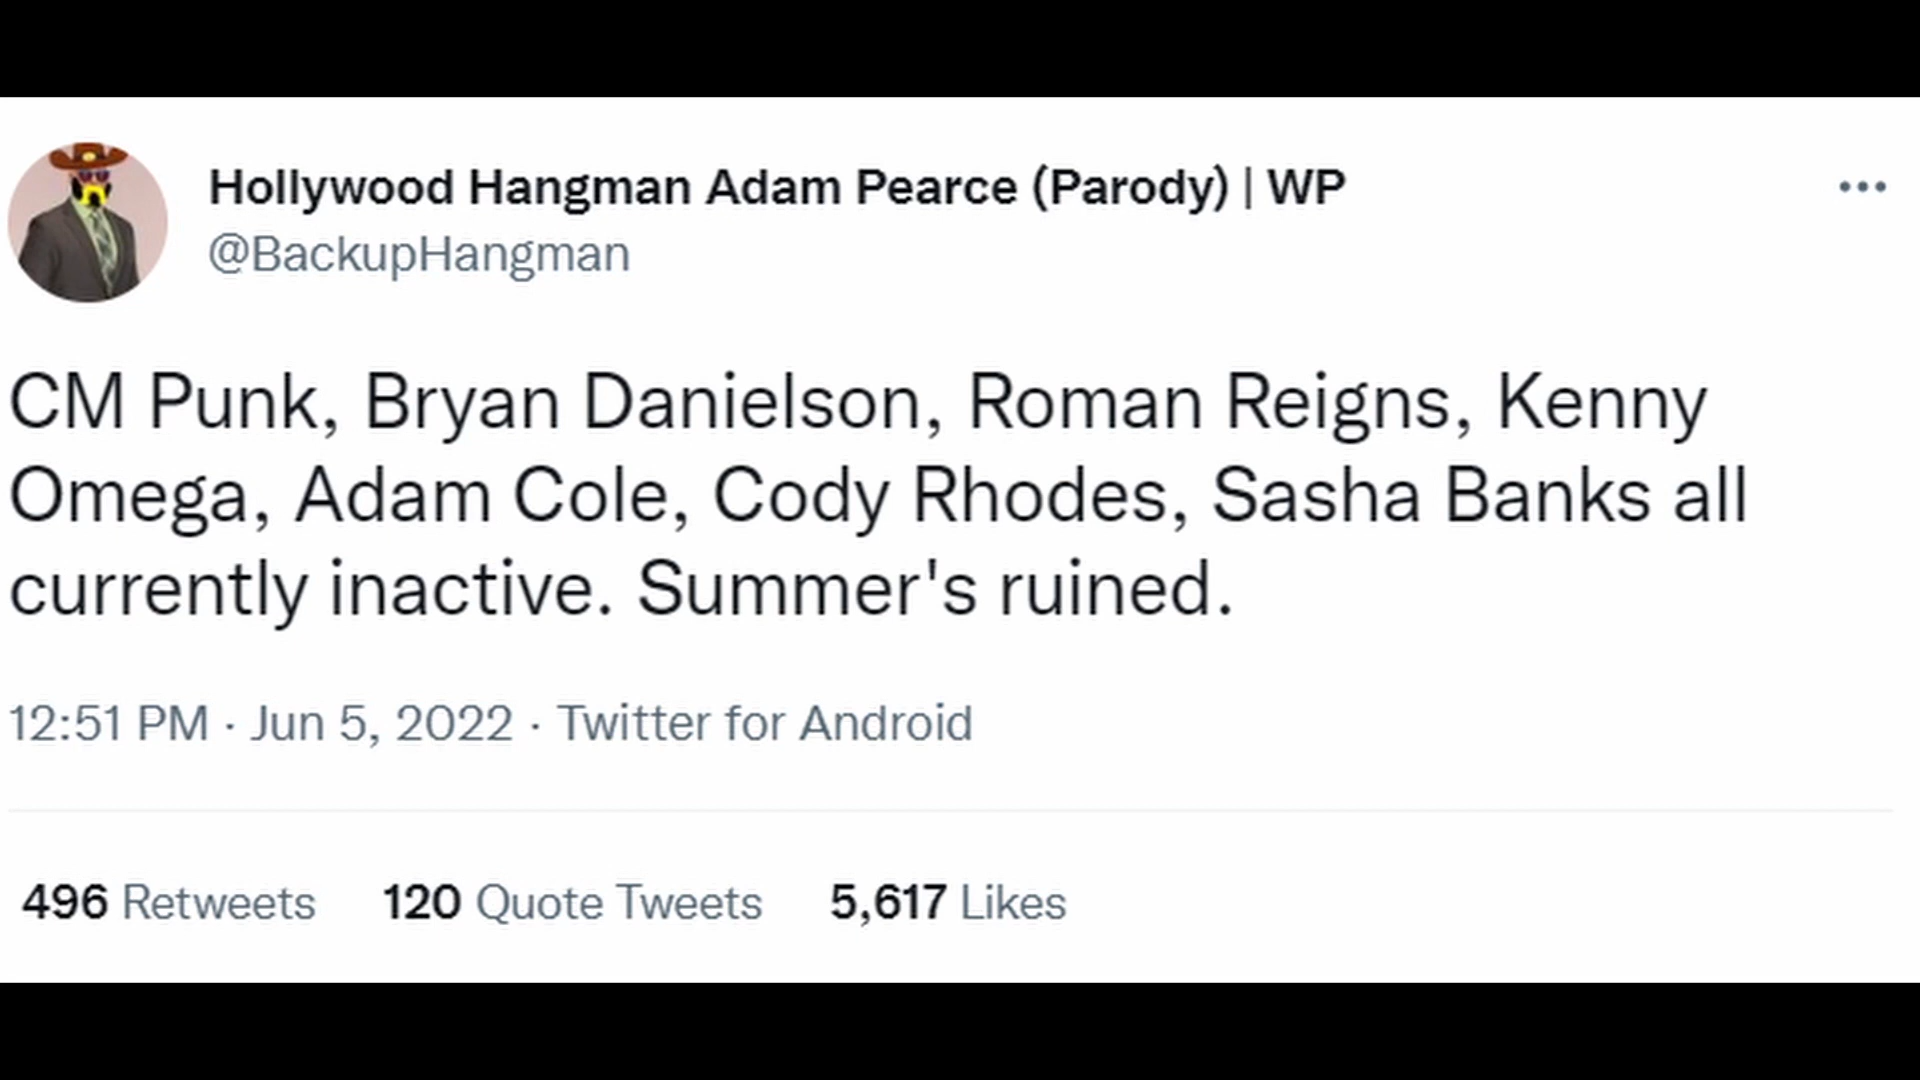 Hollywood Hangman Adam Pearce (Parody) | WP
@BackupHangman
CM Punk, Bryan Danielson, Roman Reigns, Kenny
Omega, Adam Cole, Cody Rhodes, Sasha Banks all
currently inactive. Summer's ruined.
12:51 PM · Jun 5, 2022 · Twitter for Android
496 Retweets 120 Quote Tweets 5,617 Likes